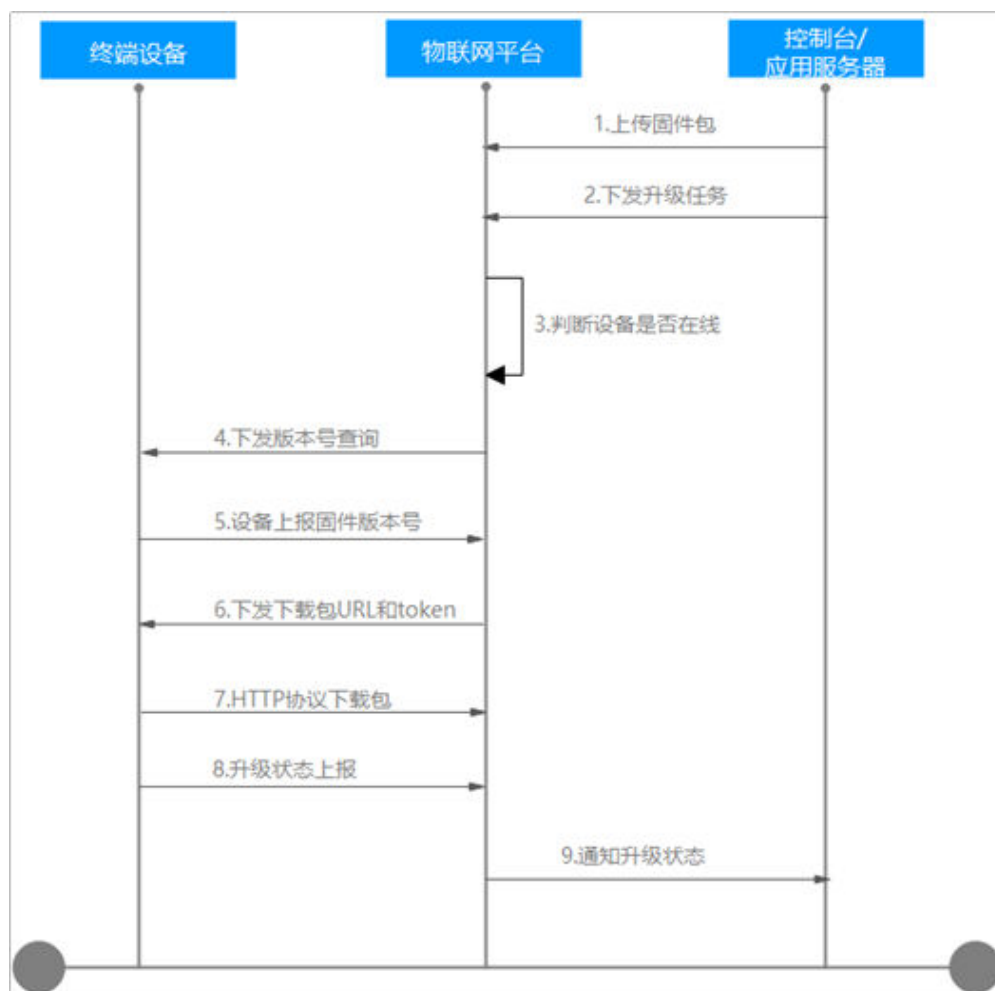 终端设备
物联网平台
控制台/
应用服务器
1.上传固件包
2.下发升级任务
3.判断设备是否在线
4.下发版本号查询
5.设备上报固件版本号
6.下发下载包URL和token
7.HTTP协议下载包
8.升级状态上报
9.通知升级状态